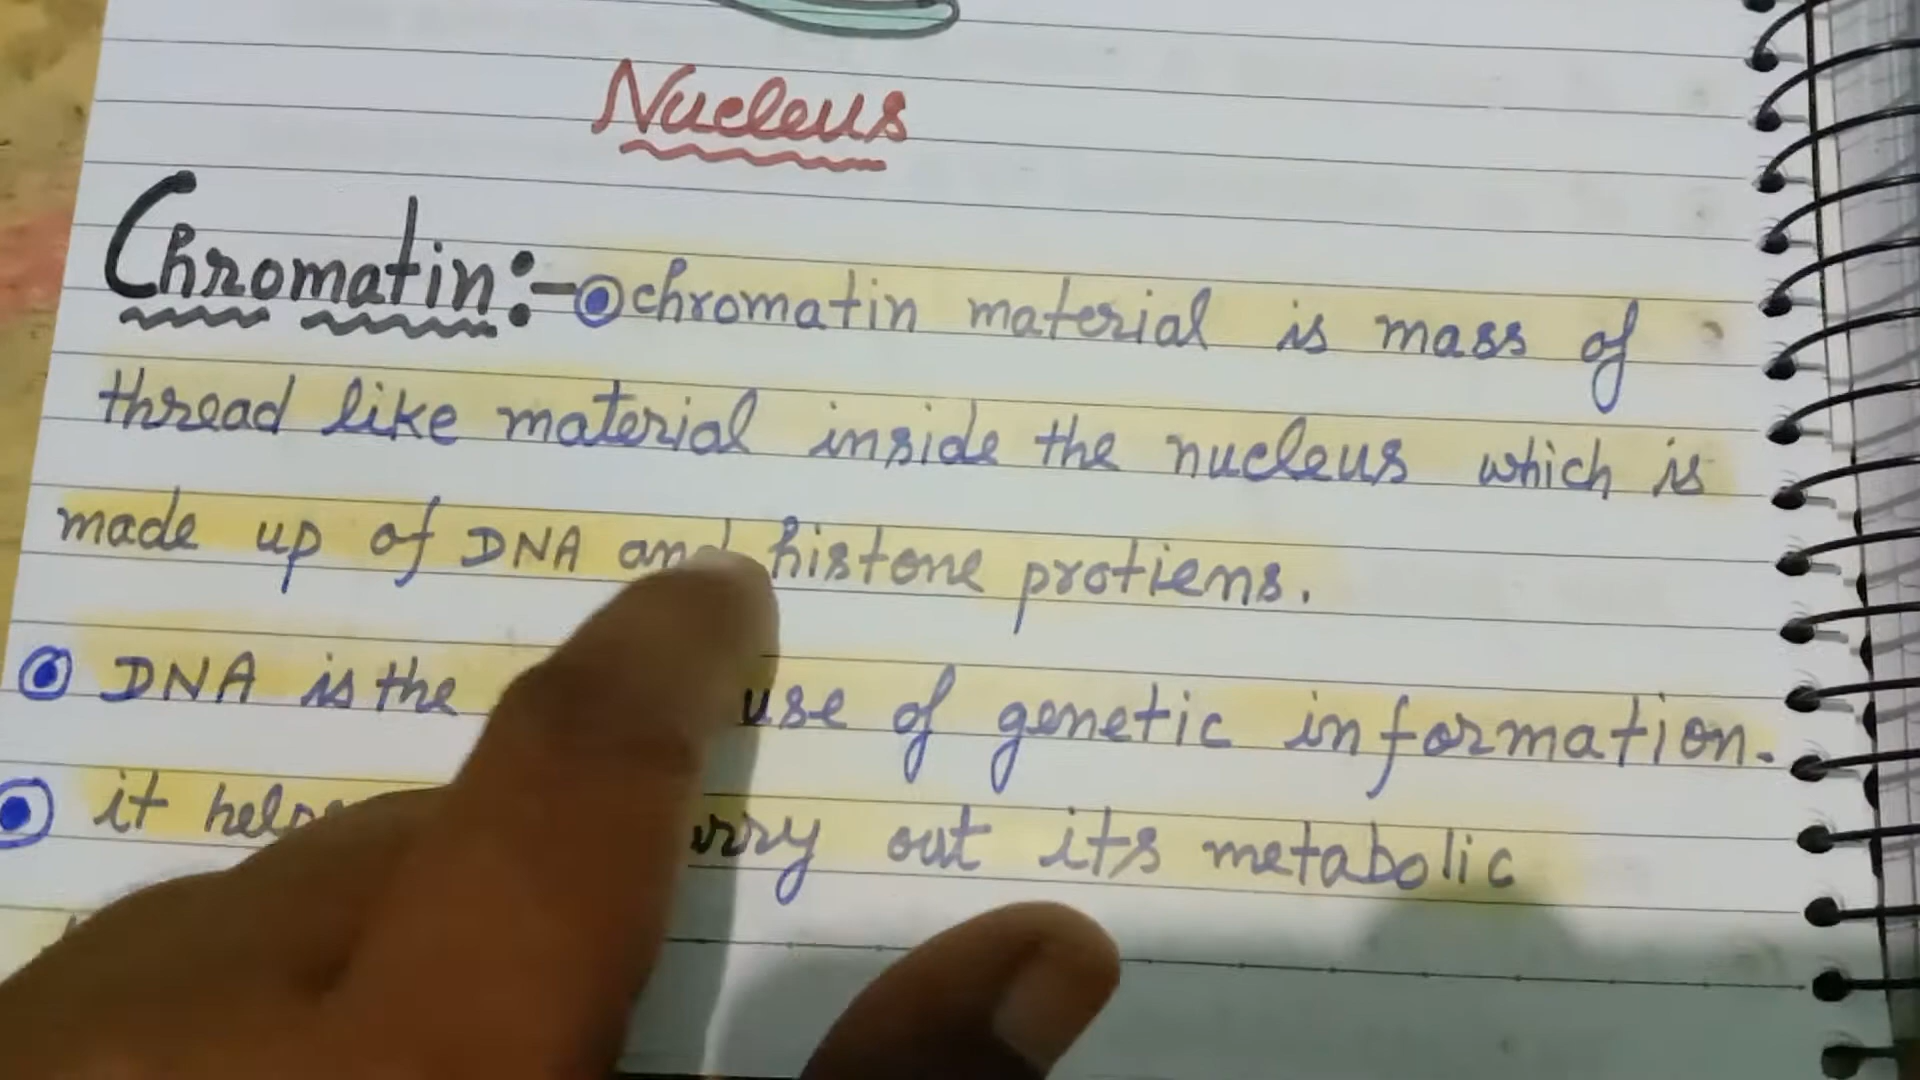 Nucleus
Chromatin:- chromatin material is mass of
thread like material inside the nucleus which is
made up of DNA and histone protiens.
DNA is the use of genetic information.
it out its metabolic